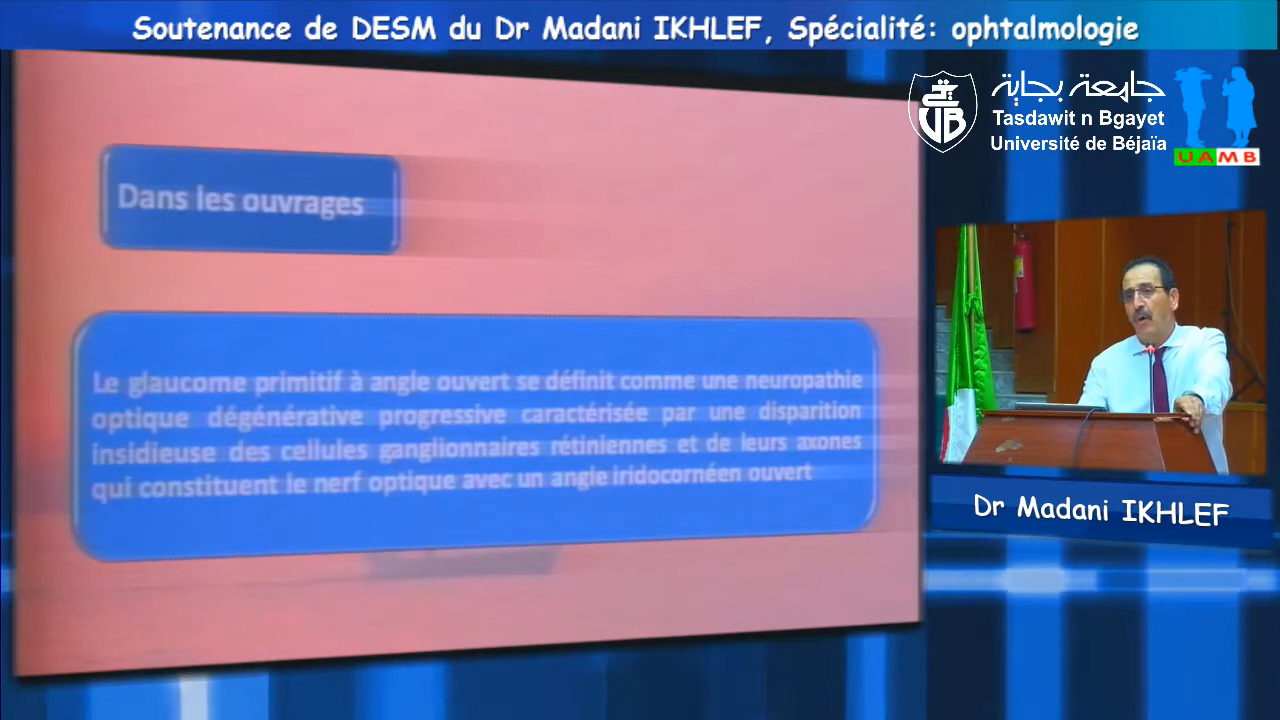 Soutenance de DESM du Dr Madani IKHLEF, Spécialité: ophtalmologie
جامعة بجاية
Tasdawit n Bgayet
Université de Béjaïa
UB
UAMB
Dans les ouvrages
Le glaucome primitif à angle ouvert se définit comme une neuropathie
optique dégénérative progressive caractérisée par une disparition
insidieuse des cellules ganglionnaires rétiniennes et de leurs axones
qui constituent le nerf optique avec un angle iridocornéen ouvert
Dr Madani IKHLEF